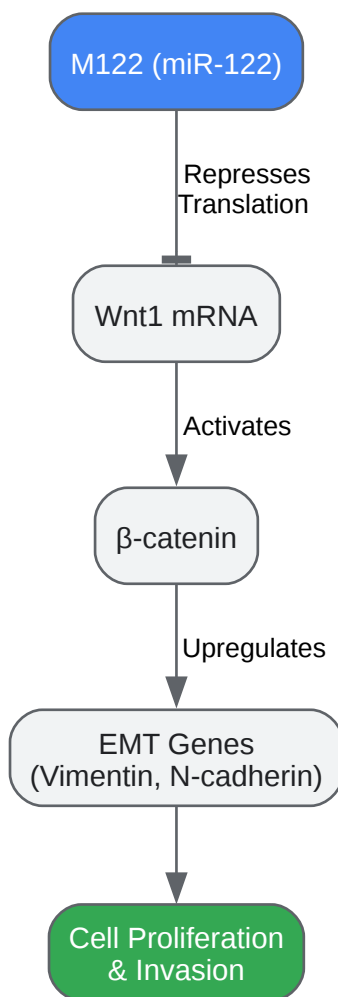 M122 (miR-122)
Represses
Translation
Wnt1 mRNA
Activates
β-catenin
Upregulates
EMT Genes
(Vimentin, N-cadherin)
Cell Proliferation
& Invasion